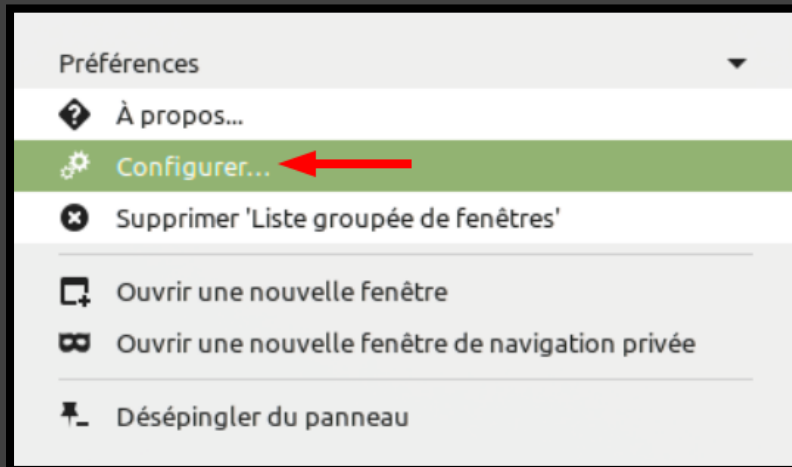 Préférences
À propos...
Configurer...
Supprimer 'Liste groupée de fenêtres'
Ouvrir une nouvelle fenêtre
Ouvrir une nouvelle fenêtre de navigation privée
Désépingler du panneau